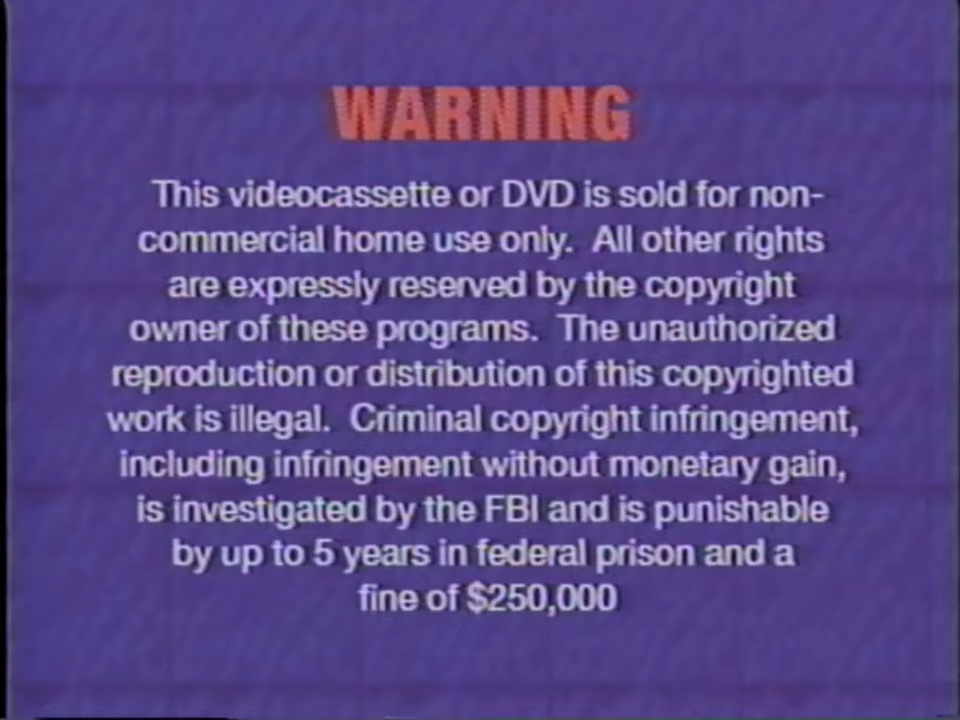 WARNING
This videocassette or DVD is sold for non-
commercial home use only.  All other rights
are expressly reserved by the copyright
owner of these programs.  The unauthorized
reproduction or distribution of this copyrighted
work is illegal.  Criminal copyright infringement,
including infringement without monetary gain,
is investigated by the FBI and is punishable
by up to 5 years in federal prison and a
fine of $250,000